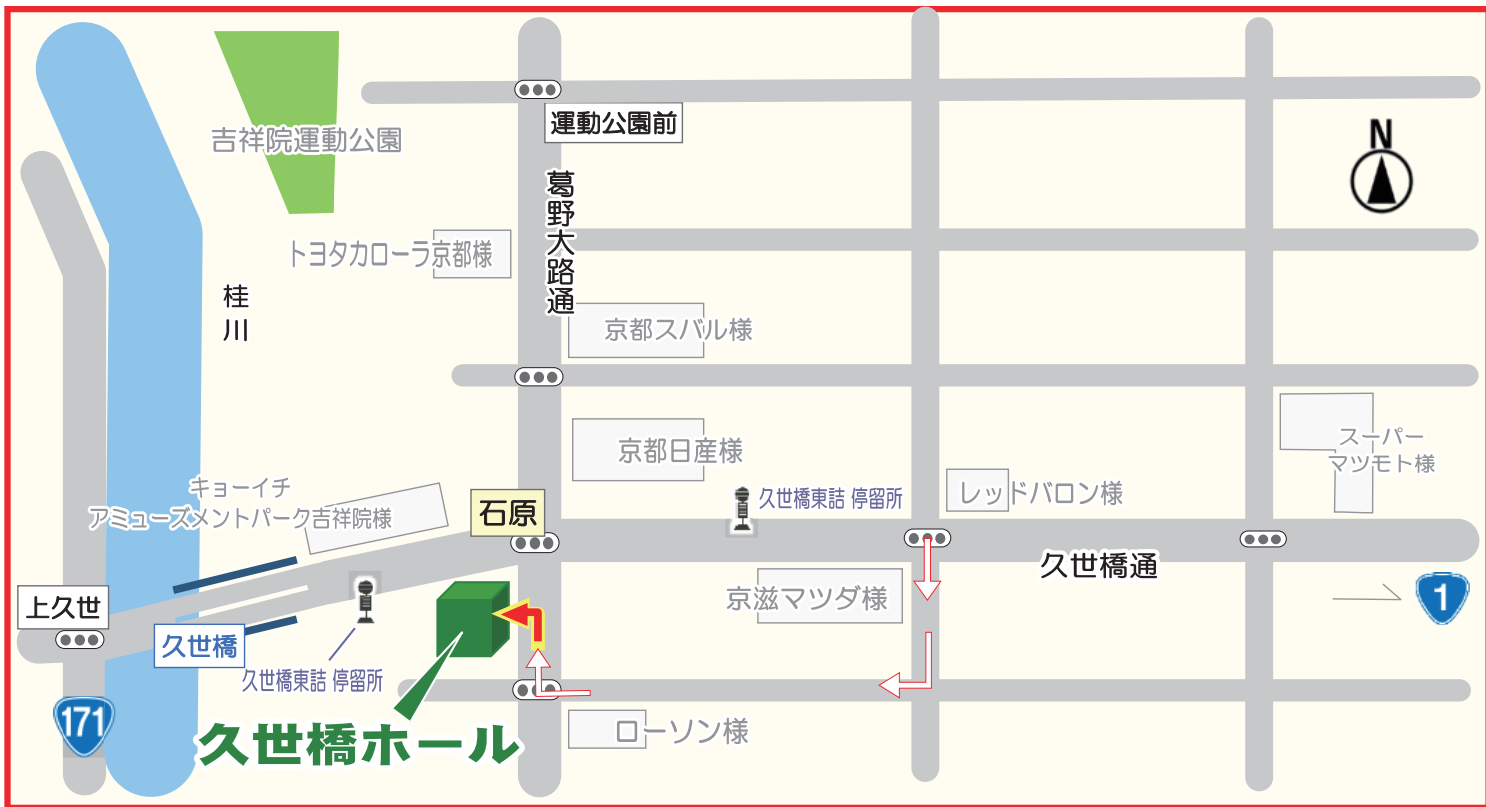 吉祥院運動公園
運動公園前
N
葛野大路通
トヨタカローラ京都様
桂川
京都スバル様
京都日産様
スーパー
マツモト様
キョーイチ
アミューズメントパーク吉祥院様
石原
久世橋東詰 停留所
レッドバロン様
久世橋通
上久世
久世橋
京滋マツダ様
1
久世橋東詰 停留所
171
久世橋ホール
ローソン様